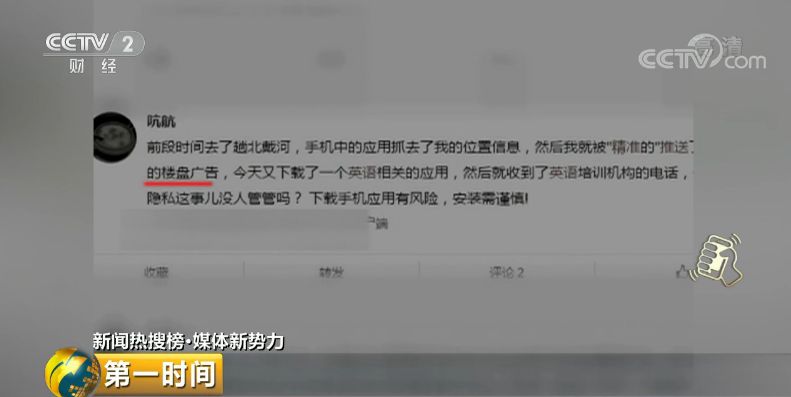 CCTV 2
财经
高清
CCTV.com
吭航
前段时间去了趟北戴河，手机中的应用抓去了我的位置信息，然后我就被"精准的"推送了
的楼盘广告，今天又下载了一个英语相关的应用，然后就收到了英语培训机构的电话，
隐私这事儿没人管管吗？下载手机应用有风险，安装需谨慎!
户端
收藏
转发
评论 2
新闻热搜榜·媒体新势力
第一时间